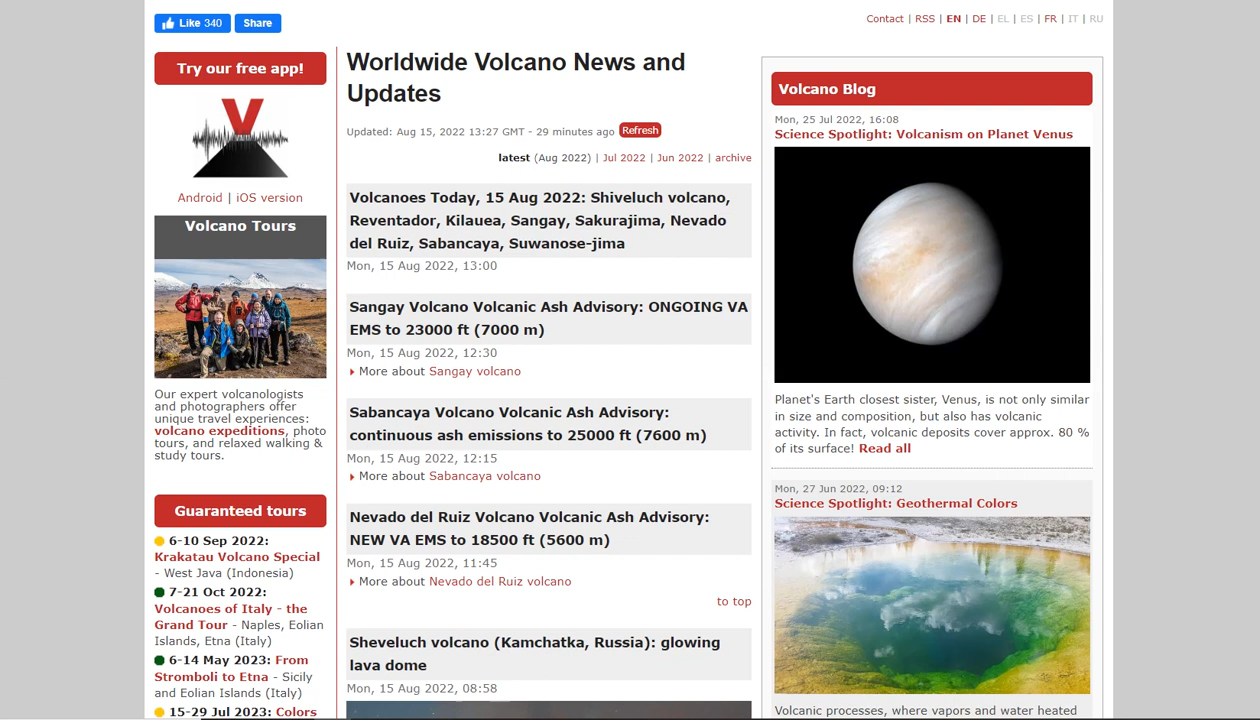 Like 340
Share
Contact | RSS | EN | DE | EL | ES | FR | IT | RU
Try our free app!
V
Android | iOS version
Volcano Tours
Our expert volcanologists
and photographers offer
unique travel experiences:
volcano expeditions, photo
tours, and relaxed walking &
study tours.
Guaranteed tours
6-10 Sep 2022:
Krakatau Volcano Special
- West Java (Indonesia)
7-21 Oct 2022:
Volcanoes of Italy - the
Grand Tour - Naples, Eolian
Islands, Etna (Italy)
6-14 May 2023: From
Stromboli to Etna - Sicily
and Eolian Islands (Italy)
15-29 Jul 2023: Colors
Worldwide Volcano News and
Updates
Updated: Aug 15, 2022 13:27 GMT - 29 minutes ago Refresh
latest (Aug 2022) | Jul 2022 | Jun 2022 | archive
Volcanoes Today, 15 Aug 2022: Shiveluch volcano,
Reventador, Kilauea, Sangay, Sakurajima, Nevado
del Ruiz, Sabancaya, Suwanose-jima
Mon, 15 Aug 2022, 13:00
Sangay Volcano Volcanic Ash Advisory: ONGOING VA
EMS to 23000 ft (7000 m)
Mon, 15 Aug 2022, 12:30
More about Sangay volcano
Sabancaya Volcano Volcanic Ash Advisory:
continuous ash emissions to 25000 ft (7600 m)
Mon, 15 Aug 2022, 12:15
More about Sabancaya volcano
Nevado del Ruiz Volcano Volcanic Ash Advisory:
NEW VA EMS to 18500 ft (5600 m)
Mon, 15 Aug 2022, 11:45
More about Nevado del Ruiz volcano
to top
Sheveluch volcano (Kamchatka, Russia): glowing
lava dome
Mon, 15 Aug 2022, 08:58
Volcano Blog
Mon, 25 Jul 2022, 16:08
Science Spotlight: Volcanism on Planet Venus
Planet's Earth closest sister, Venus, is not only similar
in size and composition, but also has volcanic
activity. In fact, volcanic deposits cover approx. 80 %
of its surface! Read all
Mon, 27 Jun 2022, 09:12
Science Spotlight: Geothermal Colors
Volcanic processes, where vapors and water heated